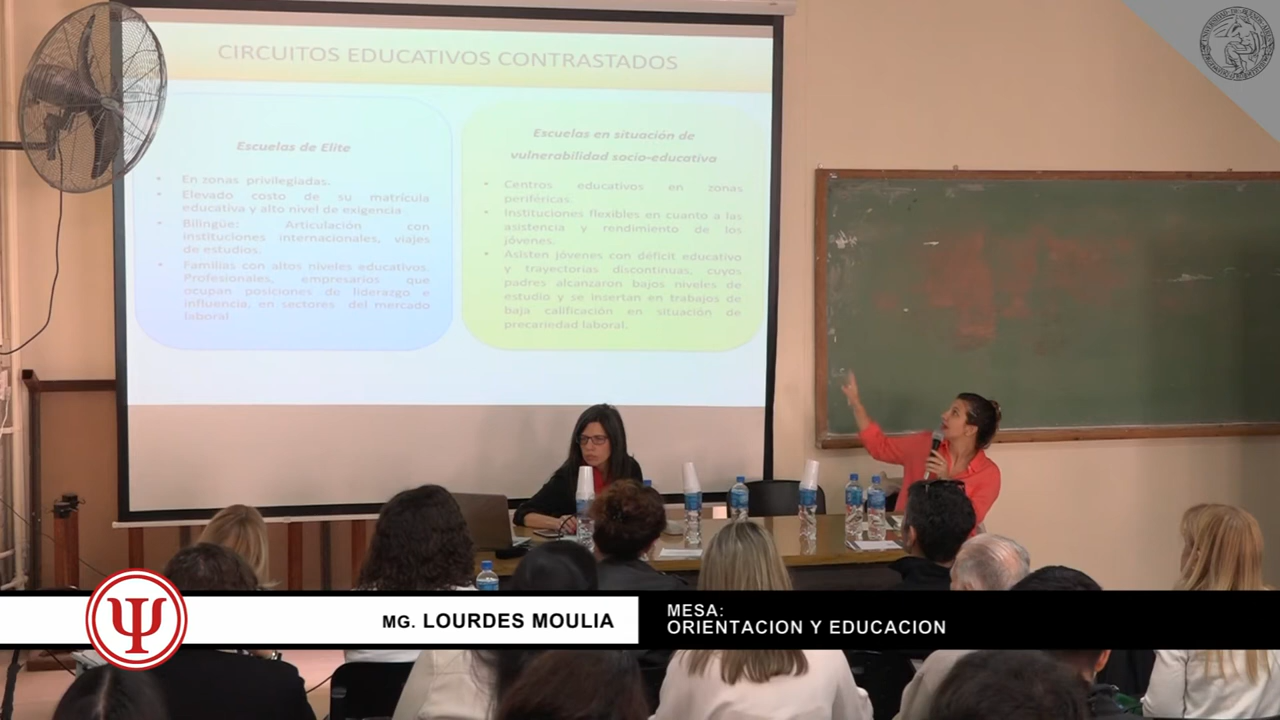 CIRCUITOS EDUCATIVOS CONTRASTADOS
Escuelas de Elite
• En zonas privilegiadas.
• Elevado costo de su matrícula
educativa y alto nivel de exigencia
• Bilingüe: Articulación con
instituciones internacionales, viajes
de estudios.
• Familias con altos niveles educativos.
Profesionales, empresarios que
ocupan posiciones de liderazgo e
influencia, en sectores del mercado
laboral
Escuelas en situación de
vulnerabilidad socio-educativa
• Centros educativos en zonas
periféricas.
• Instituciones flexibles en cuanto a las
asistencia y rendimiento de los
jóvenes.
• Asisten jóvenes con déficit educativo
y trayectorias discontinuas, cuyos
padres alcanzaron bajos niveles de
estudio y se insertan en trabajos de
baja calificación en situación de
precariedad laboral.
Ψ
MG. LOURDES MOULIA
MESA:
ORIENTACION Y EDUCACION